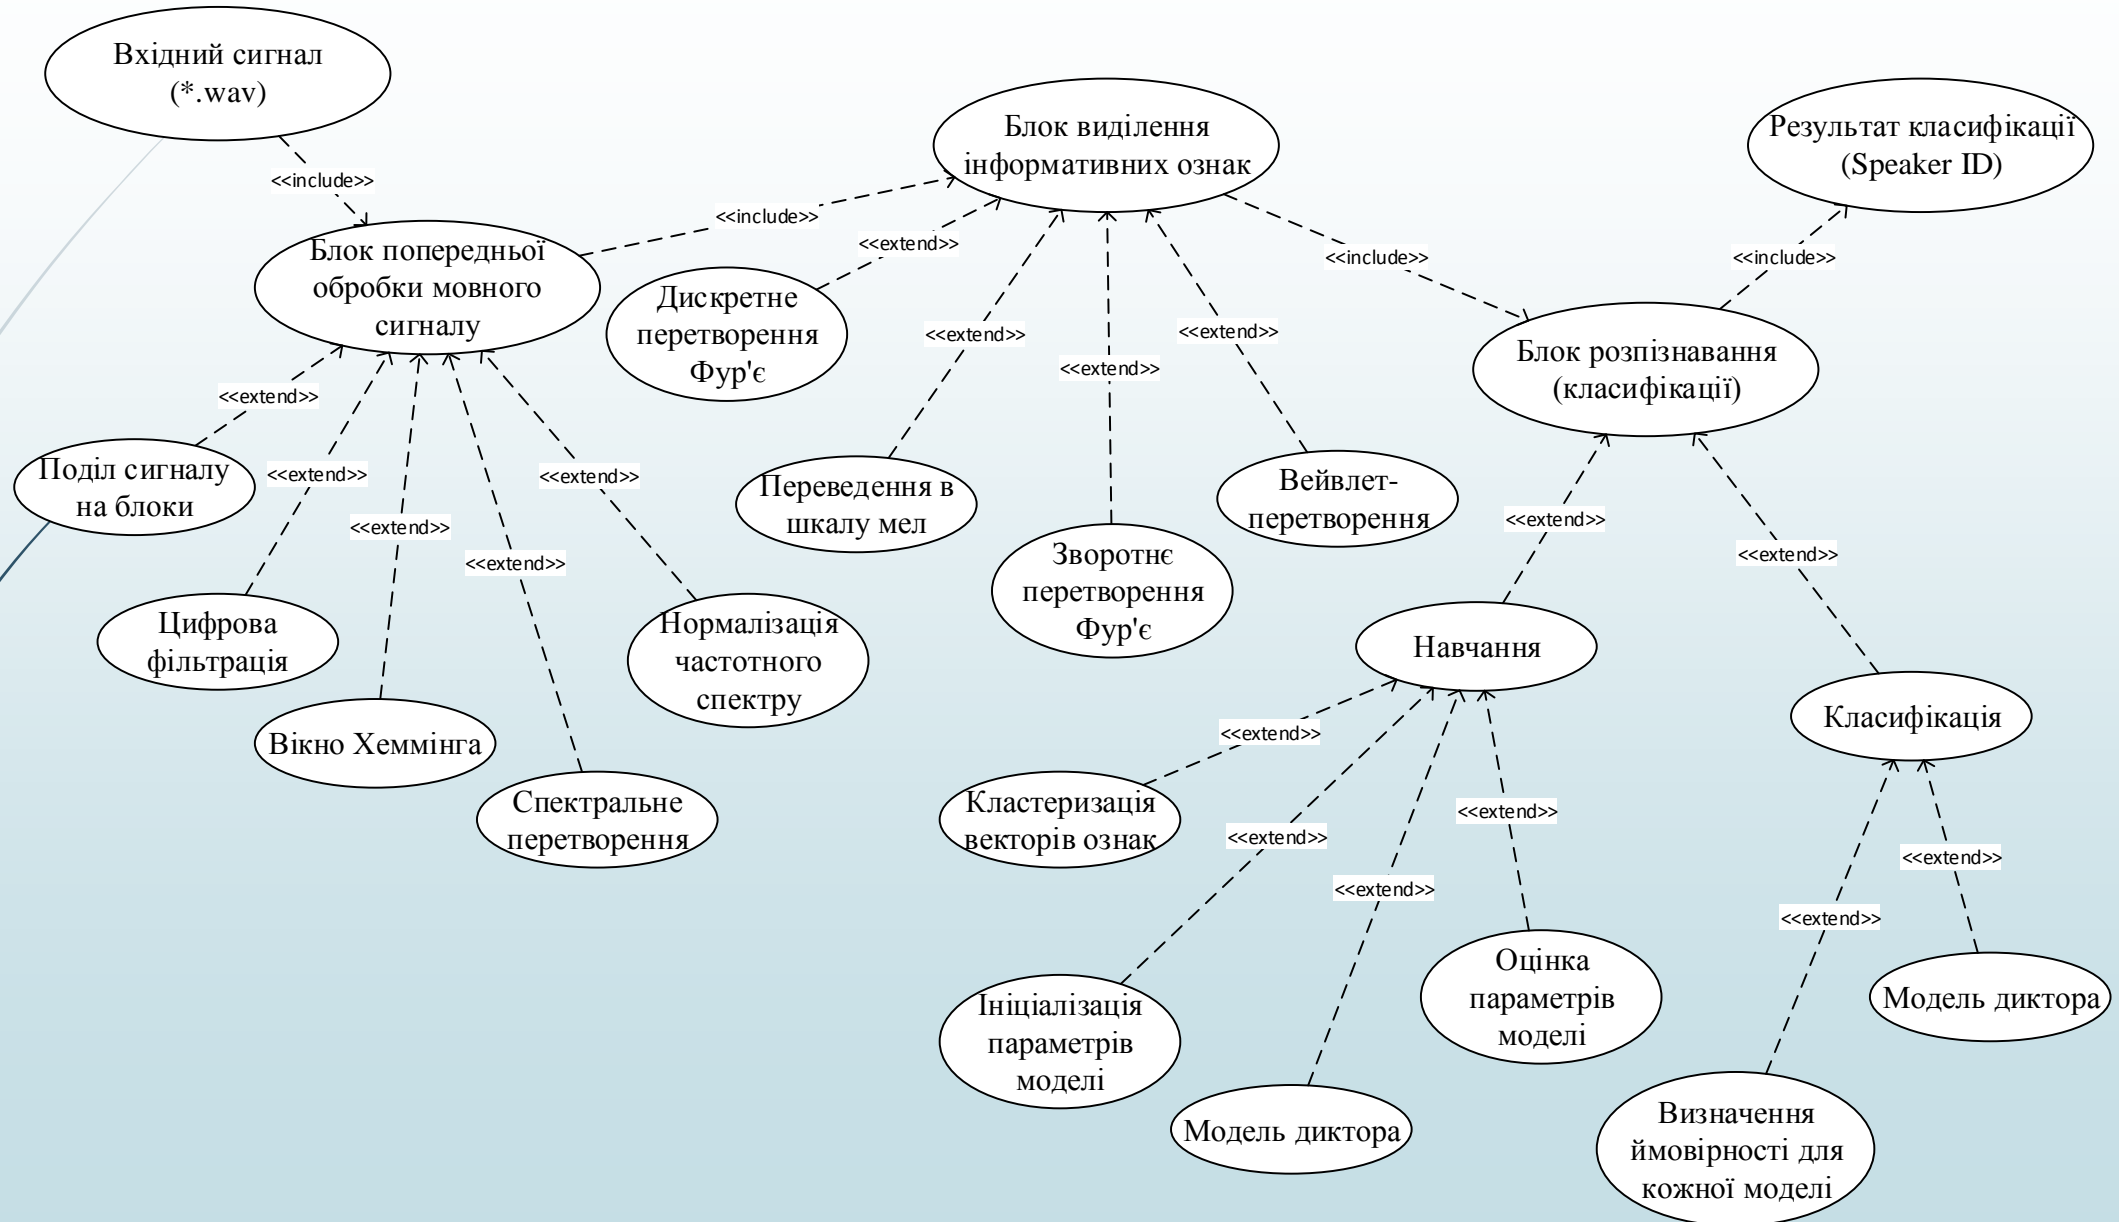 Вхідний сигнал
(*.wav)
<<include>>
Блок попередньої
обробки мовного
сигналу
<<include>>
Блок виділення
інформативних ознак
<<include>>
Результат класифікації
(Speaker ID)
<<include>>
Блок розпізнавання
(класифікації)
<<extend>>
<<extend>>
<<extend>>
<<extend>>
<<extend>>
Поділ сигналу
на блоки
Цифрова
фільтрація
Вікно Хеммінга
Спектральне
перетворення
Нормалізація
частотного
спектру
<<extend>>
<<extend>>
<<extend>>
<<extend>>
Дискретне
перетворення
Фур'є
Переведення в
шкалу мел
Зворотнє
перетворення
Фур'є
Вейвлет-
перетворення
<<extend>>
<<extend>>
Навчання
Класифікація
<<extend>>
<<extend>>
<<extend>>
<<extend>>
Кластеризація
векторів ознак
Ініціалізація
параметрів
моделі
Модель диктора
Оцінка
параметрів
моделі
<<extend>>
<<extend>>
Визначення
ймовірності для
кожної моделі
Модель диктора